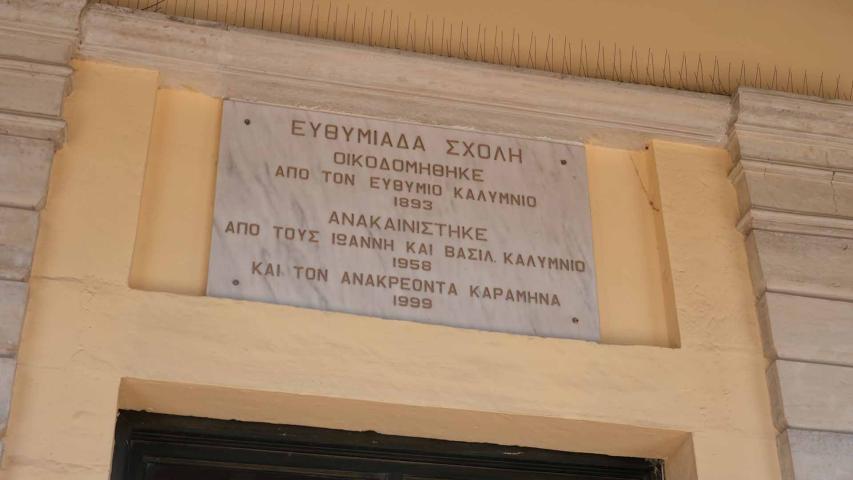 ΕΥΘΥΜΙΑΔΑ ΣΧΟΛΗ
ΟΙΚΟΔΟΜΗΘΗΚΕ
ΑΠΟ ΤΟΝ ΕΥΘΥΜΙΟ ΚΑΛΥΜΝΙΟ
1893
ΑΝΑΚΑΙΝΙΣΤΗΚΕ
ΑΠΟ ΤΟΥΣ ΙΩΑΝΝΗ ΚΑΙ ΒΑΣΙΛ. ΚΑΛΥΜΝΙΟ
1958
ΚΑΙ ΤΟΝ ΑΝΑΚΡΕΟΝΤΑ ΚΑΡΑΜΗΝΑ
1999